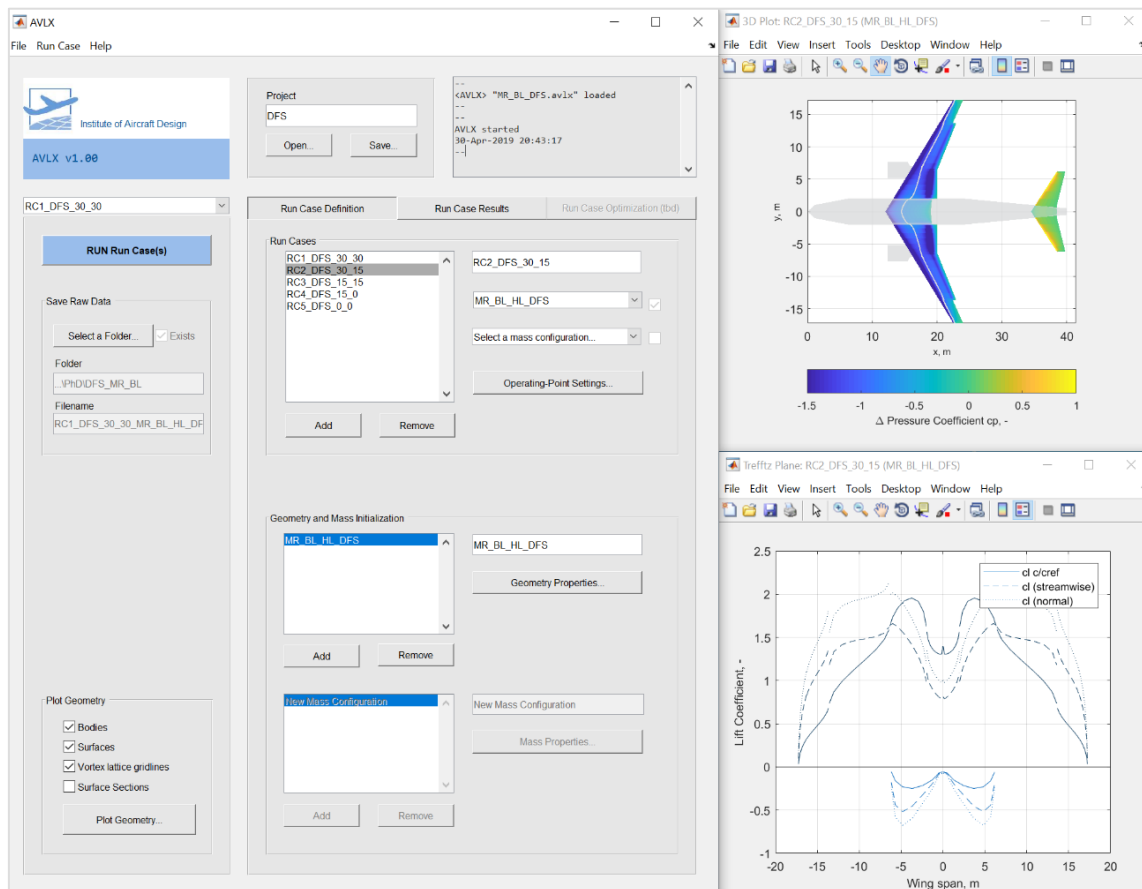 AVLX
File Run Case Help
Institute of Aircraft Design
AVLX v1.00
Project
DFS
Open...
Save...
--
<AVLX> "MR_BL_DFS.avlx" loaded
--
--
AVLX started
30-Apr-2019 20:43:17
--
RC1_DFS_30_30
RUN Run Case(s)
Save Raw Data
Select a Folder...
Exists
Folder
...\PhD\DFS_MR_BL
Filename
RC1_DFS_30_30_MR_BL_HL_DF
Plot Geometry
Bodies
Surfaces
Vortex lattice gridlines
Surface Sections
Plot Geometry...
Run Case Definition
Run Case Results
Run Case Optimization (tbd)
Run Cases
RC1_DFS_30_30
RC2_DFS_30_15
RC3_DFS_15_15
RC4_DFS_15_0
RC5_DFS_0_0
RC2_DFS_30_15
MR_BL_HL_DFS
Select a mass configuration...
Operating-Point Settings...
Add
Remove
Geometry and Mass Initialization
MR_BL_HL_DFS
MR_BL_HL_DFS
Geometry Properties...
Add
Remove
New Mass Configuration
New Mass Configuration
Mass Properties...
Add
Remove
3D Plot: RC2_DFS_30_15 (MR_BL_HL_DFS)
File Edit View Insert Tools Desktop Window Help
15
10
5
0
-5
-10
-15
y, m
0 10 20 30 40
x, m
-1.5 -1 -0.5 0 0.5 1
Δ Pressure Coefficient cp, -
Trefftz Plane: RC2_DFS_30_15 (MR_BL_HL_DFS)
File Edit View Insert Tools Desktop Window Help
2.5
2
1.5
1
0.5
0
-0.5
-1
Lift Coefficient, -
cl c/cref
cl (streamwise)
cl (normal)
-20 -15 -10 -5 0 5 10 15 20
Wing span, m